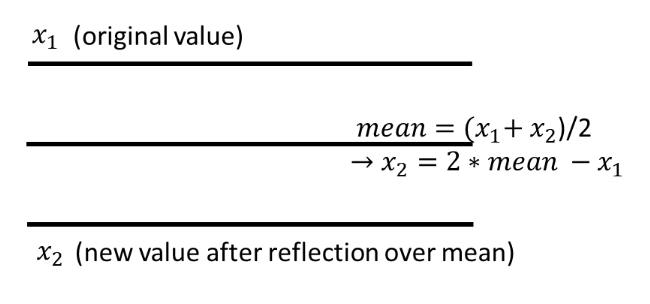 x₁ (original value)
mean = (x₁+ x₂)/2
→ x₂ = 2 * mean − x₁
x₂ (new value after reflection over mean)